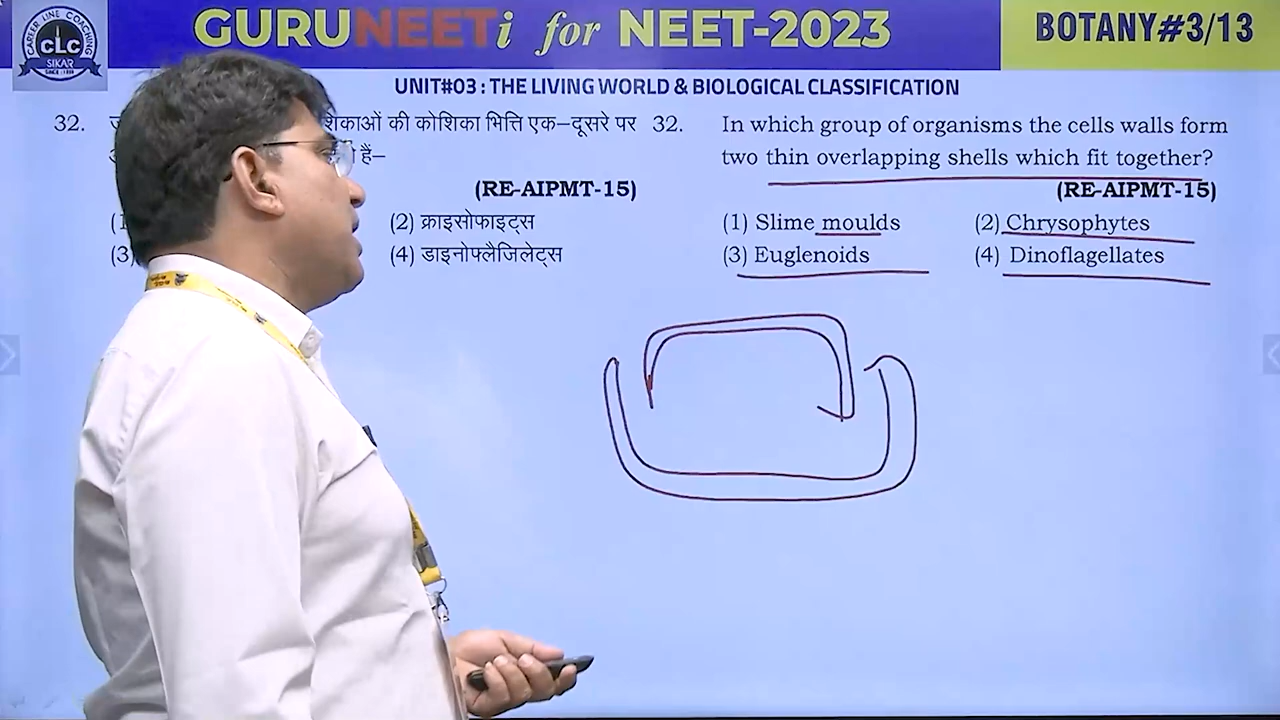 GURUNEETi for NEET-2023
BOTANY#3/13
CAREER LINE COACHING
CLC
SIKAR
UNIT#03 : THE LIVING WORLD & BIOLOGICAL CLASSIFICATION
32.
की कोशिका भित्ति एक–दूसरे पर
हैं–
(RE-AIPMT-15)
(2) क्राइसोफाइट्स
(4) डाइनोफ्लैजिलेट्स
32. In which group of organisms the cells walls form
two thin overlapping shells which fit together?
(RE-AIPMT-15)
(1) Slime moulds (2) Chrysophytes
(3) Euglenoids (4) Dinoflagellates